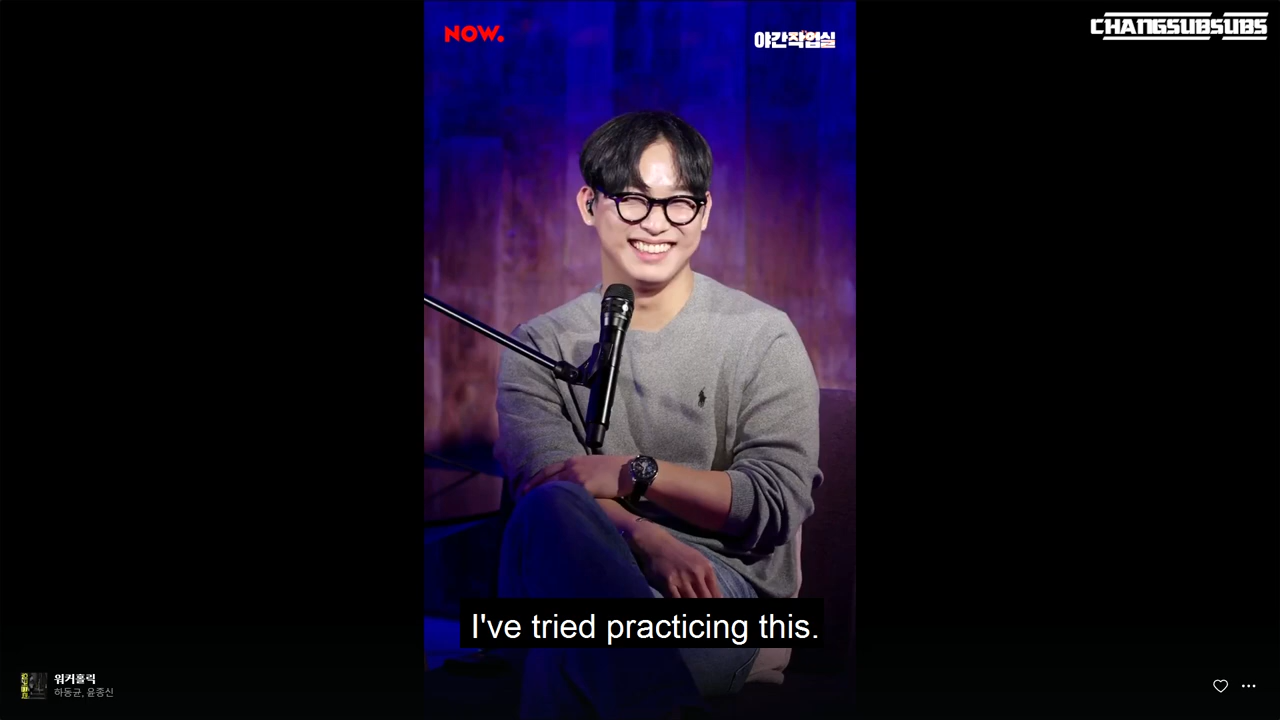 NOW.
야간작업실
CHANGSUBSUBS
I've tried practicing this.
워커홀릭
하동균, 윤종신